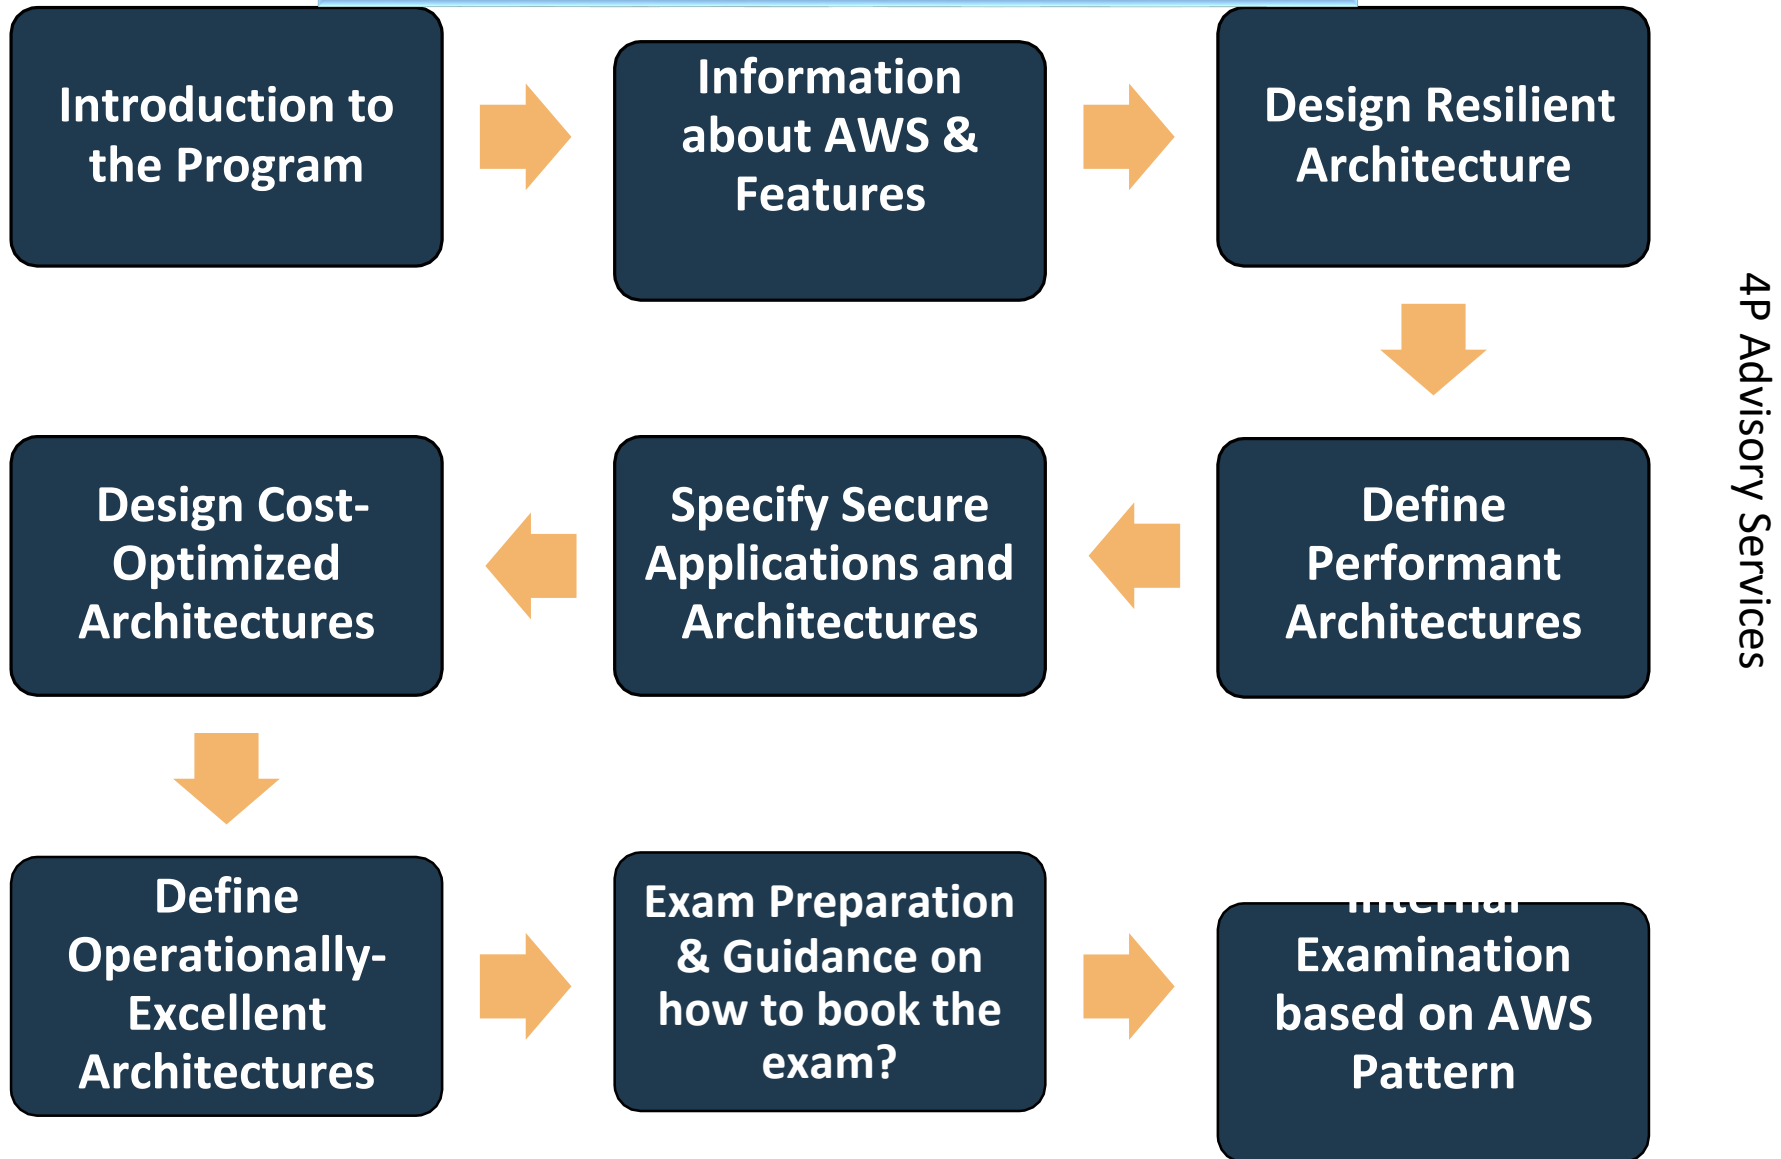 Introduction to
the Program
Information
about AWS &
Features
Design Resilient
Architecture
Define
Performant
Architectures
Specify Secure
Applications and
Architectures
Design Cost-
Optimized
Architectures
Define
Operationally-
Excellent
Architectures
Exam Preparation
& Guidance on
how to book the
exam?
Internal
Examination
based on AWS
Pattern
4P Advisory Services